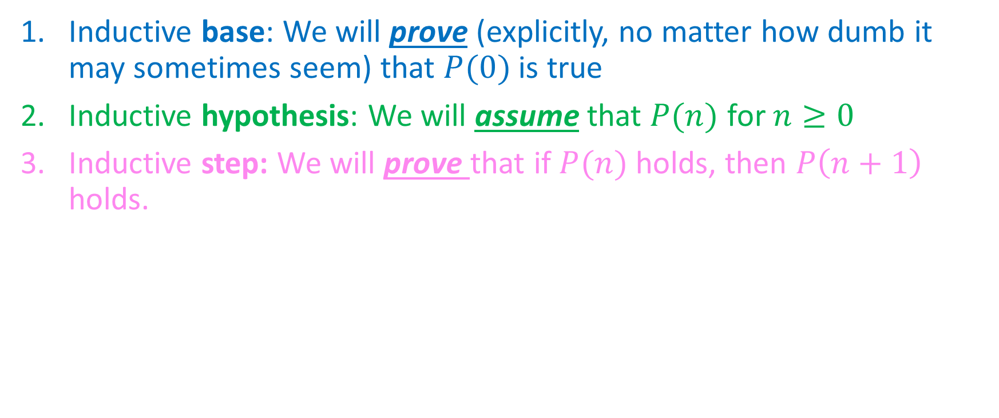 1. Inductive base: We will prove (explicitly, no matter how dumb it
may sometimes seem) that P(0) is true
2. Inductive hypothesis: We will assume that P(n) for n ≥ 0
3. Inductive step: We will prove that if P(n) holds, then P(n + 1)
holds.